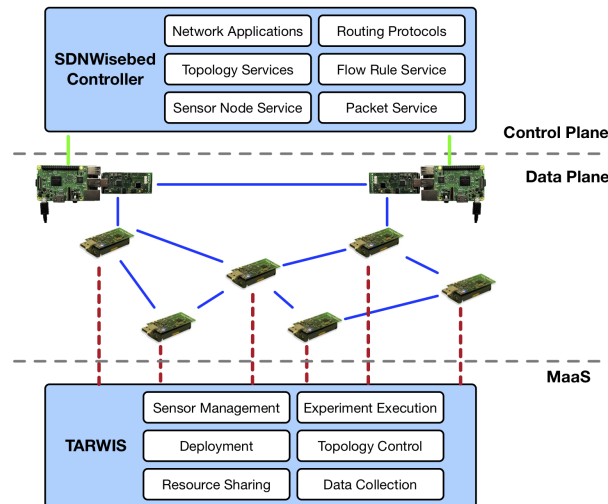 SDNWisebed
Controller
Network Applications
Routing Protocols
Topology Services
Flow Rule Service
Sensor Node Service
Packet Service
Control Plane
Data Plane
MaaS
TARWIS
Sensor Management
Experiment Execution
Deployment
Topology Control
Resource Sharing
Data Collection